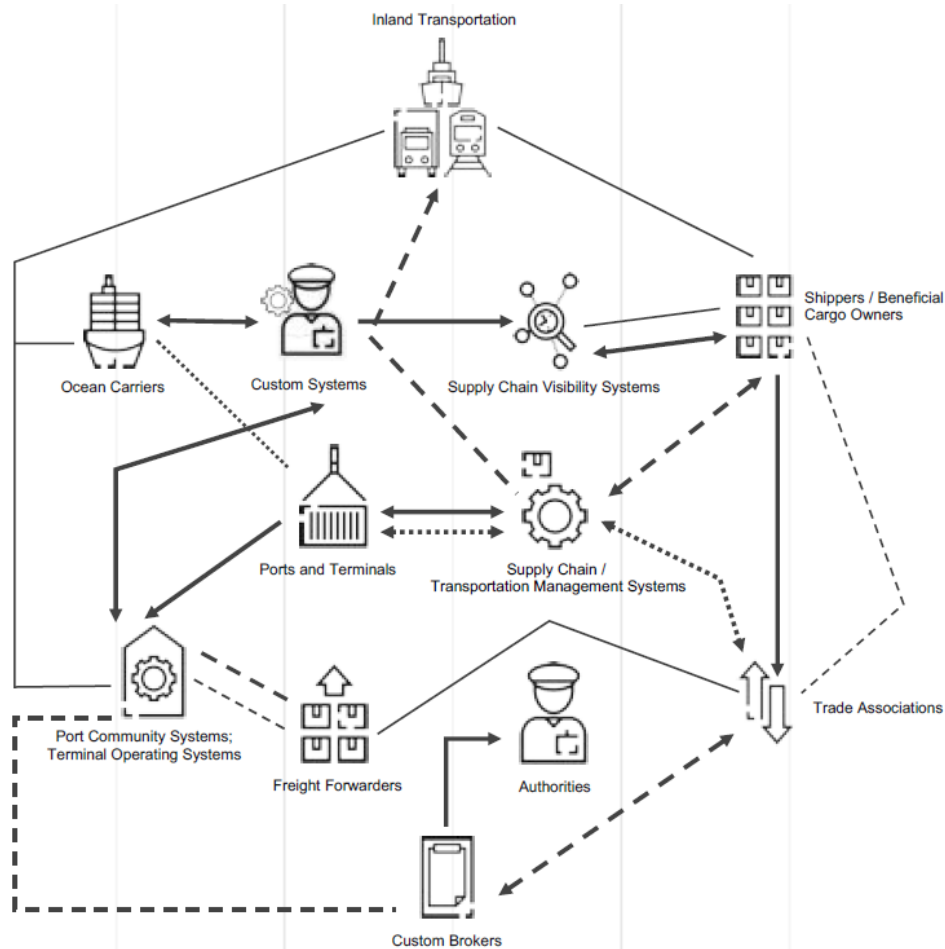 Inland Transportation
Shippers / Beneficial
Cargo Owners
Ocean Carriers
Custom Systems
Supply Chain Visibility Systems
Ports and Terminals
Supply Chain /
Transportation Management Systems
Port Community Systems;
Terminal Operating Systems
Freight Forwarders
Authorities
Trade Associations
Custom Brokers